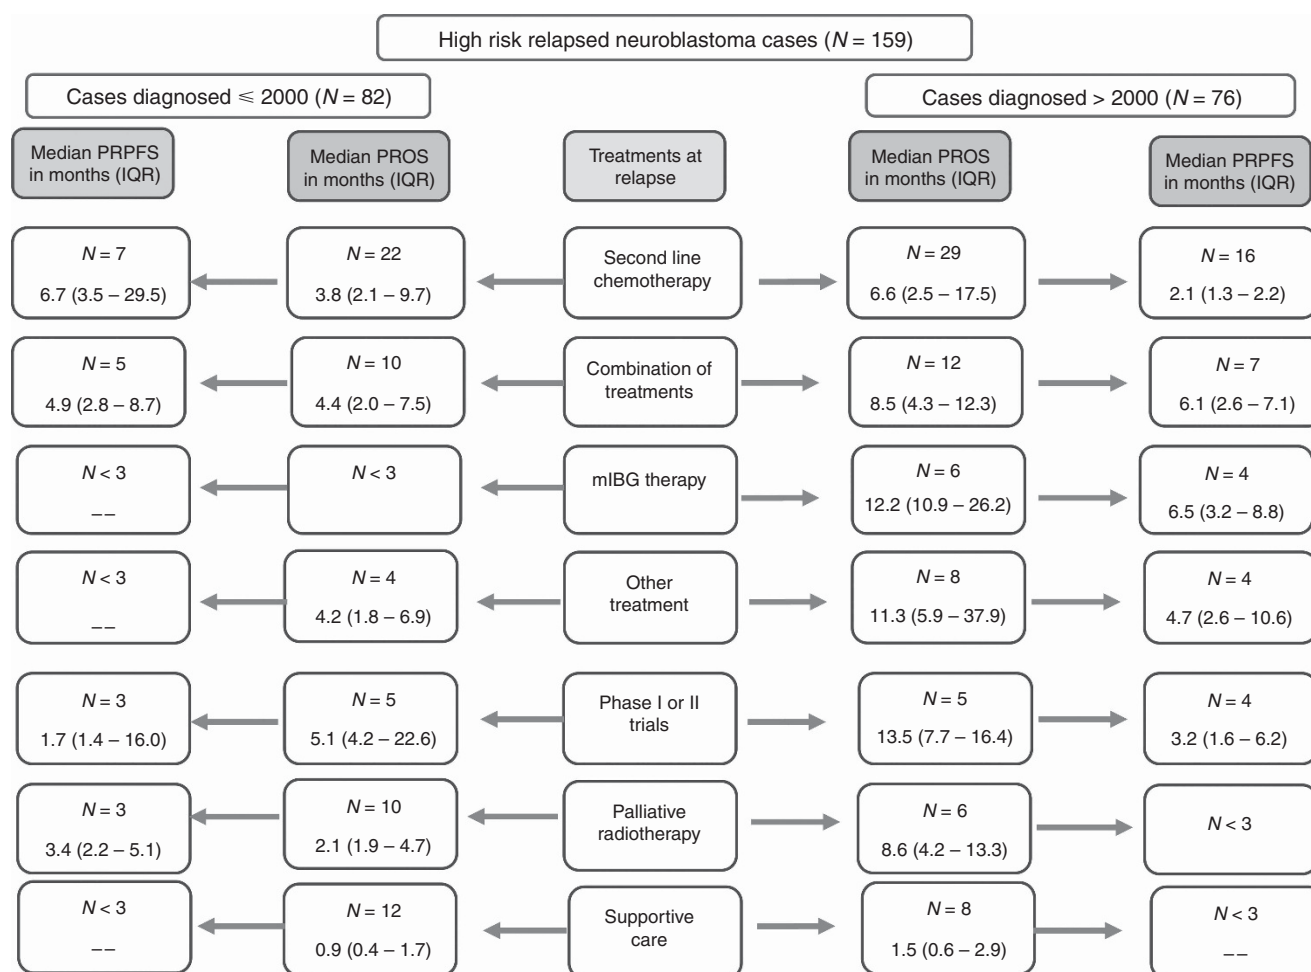 High risk relapsed neuroblastoma cases (N = 159)
Cases diagnosed ⩽ 2000 (N = 82)
Cases diagnosed > 2000 (N = 76)
Median PRPFS
in months (IQR)
Median PROS
in months (IQR)
Treatments at
relapse
Median PROS
in months (IQR)
Median PRPFS
in months (IQR)
N = 7
6.7 (3.5 – 29.5)
N = 22
3.8 (2.1 – 9.7)
Second line
chemotherapy
N = 29
6.6 (2.5 – 17.5)
N = 16
2.1 (1.3 – 2.2)
N = 5
4.9 (2.8 – 8.7)
N = 10
4.4 (2.0 – 7.5)
Combination of
treatments
N = 12
8.5 (4.3 – 12.3)
N = 7
6.1 (2.6 – 7.1)
N < 3
– –
N < 3
mIBG therapy
N = 6
12.2 (10.9 – 26.2)
N = 4
6.5 (3.2 – 8.8)
N < 3
– –
N = 4
4.2 (1.8 – 6.9)
Other
treatment
N = 8
11.3 (5.9 – 37.9)
N = 4
4.7 (2.6 – 10.6)
N = 3
1.7 (1.4 – 16.0)
N = 5
5.1 (4.2 – 22.6)
Phase I or II
trials
N = 5
13.5 (7.7 – 16.4)
N = 4
3.2 (1.6 – 6.2)
N = 3
3.4 (2.2 – 5.1)
N = 10
2.1 (1.9 – 4.7)
Palliative
radiotherapy
N = 6
8.6 (4.2 – 13.3)
N < 3
N < 3
– –
N = 12
0.9 (0.4 – 1.7)
Supportive
care
N = 8
1.5 (0.6 – 2.9)
N < 3
– –